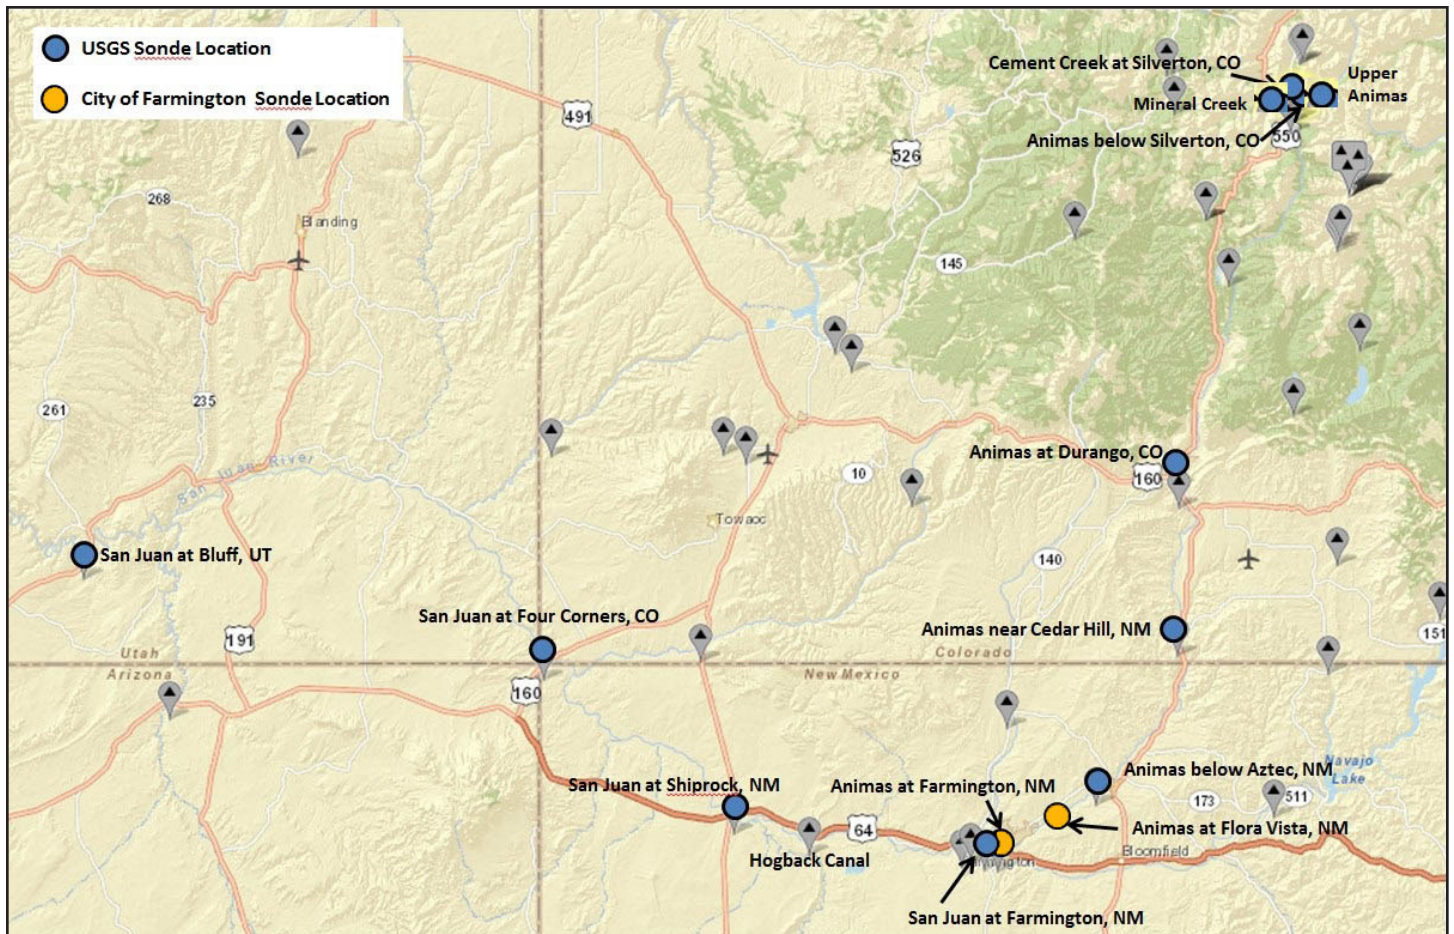 USGS Sonde Location
City of Farmington Sonde Location
491
526
Cement Creek at Silverton, CO
Upper
Animas
Mineral Creek
Animas below Silverton, CO
550
268
Blanding
145
261
235
San Juan River
10
Animas at Durango, CO
160
Towaoc
San Juan at Bluff, UT
140
San Juan at Four Corners, CO
Animas near Cedar Hill, NM
151
191
Utah
Arizona
Colorado
New Mexico
160
San Juan at Shiprock, NM
Animas at Farmington, NM
Animas below Aztec, NM
Navajo
Lake
173
511
64
Animas at Flora Vista, NM
Hogback Canal
Bloomfield
San Juan at Farmington, NM